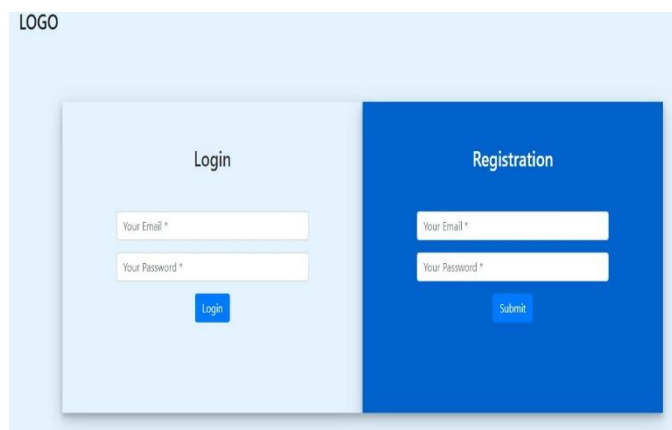 LOGO
Login
Your Email *
Your Password *
Login
Registration
Your Email *
Your Password *
Submit